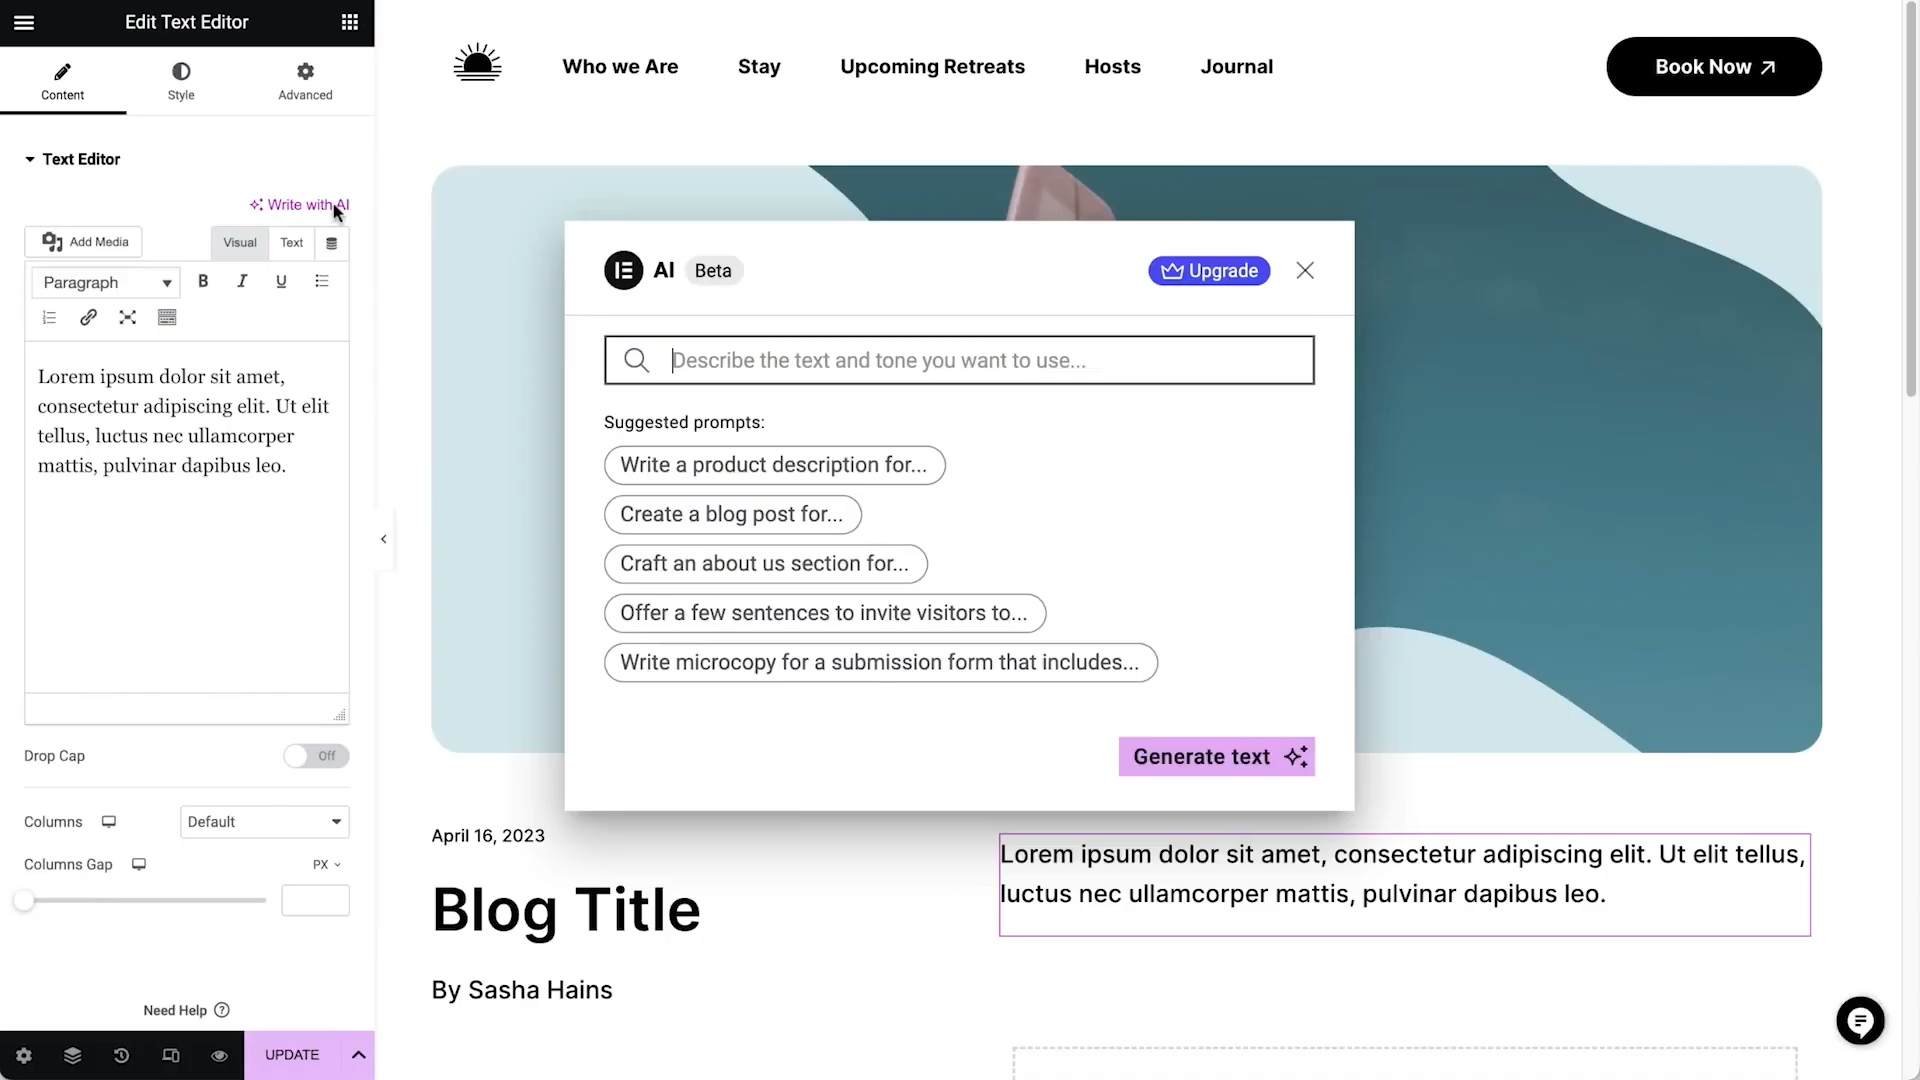 Edit Text Editor
Content
Style
Advanced
Text Editor
Write with AI
Add Media
Visual
Text
Paragraph
B
I
U
Lorem ipsum dolor sit amet,
consectetur adipiscing elit. Ut elit
tellus, luctus nec ullamcorper
mattis, pulvinar dapibus leo.
Drop Cap
Off
Columns
Default
Columns Gap
PX
Need Help
UPDATE
Who we Are
Stay
Upcoming Retreats
Hosts
Journal
Book Now
AI
Beta
Upgrade
Describe the text and tone you want to use...
Suggested prompts:
Write a product description for...
Create a blog post for...
Craft an about us section for...
Offer a few sentences to invite visitors to...
Write microcopy for a submission form that includes...
Generate text
April 16, 2023
Blog Title
By Sasha Hains
Lorem ipsum dolor sit amet, consectetur adipiscing elit. Ut elit tellus,
luctus nec ullamcorper mattis, pulvinar dapibus leo.